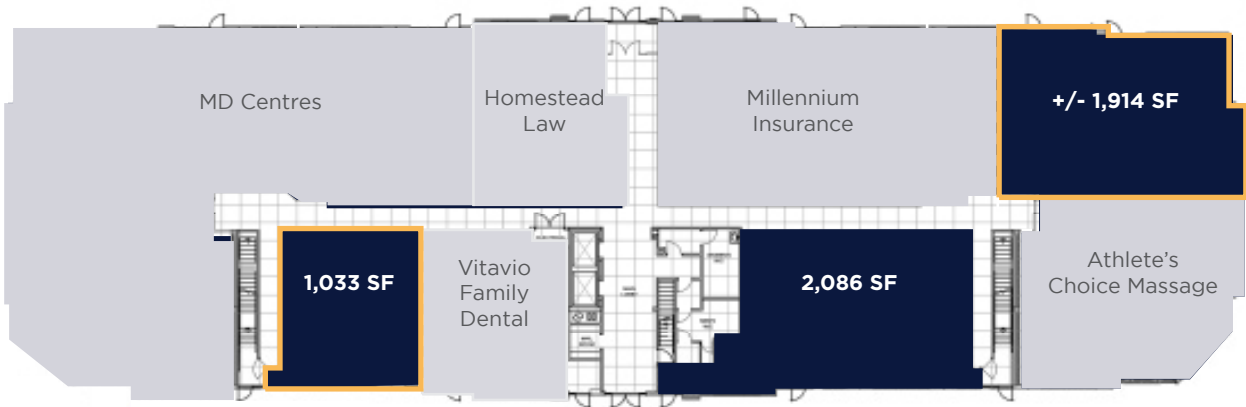 MD Centres
Homestead
Law
Millennium
Insurance
+/- 1,914 SF
1,033 SF
Vitavio
Family
Dental
2,086 SF
Athlete's
Choice Massage